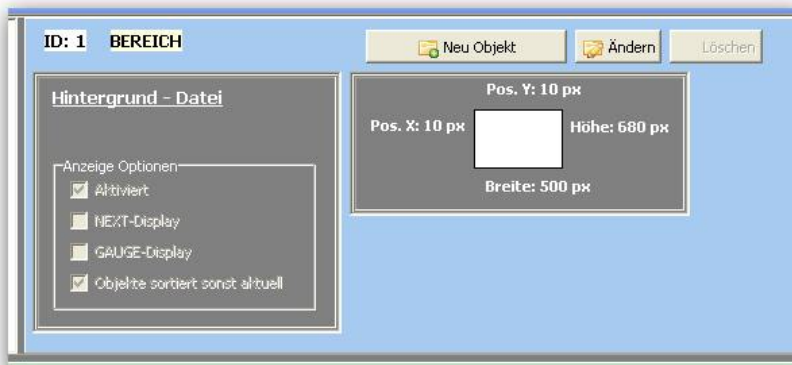 ID: 1 BEREICH
Neu Objekt
Ändern
Löschen
Hintergrund - Datei
Anzeige Optionen
Aktiviert
NEXT-Display
GAUGE-Display
Objekte sortiert sonst aktuell
Pos. Y: 10 px
Pos. X: 10 px
Höhe: 680 px
Breite: 500 px